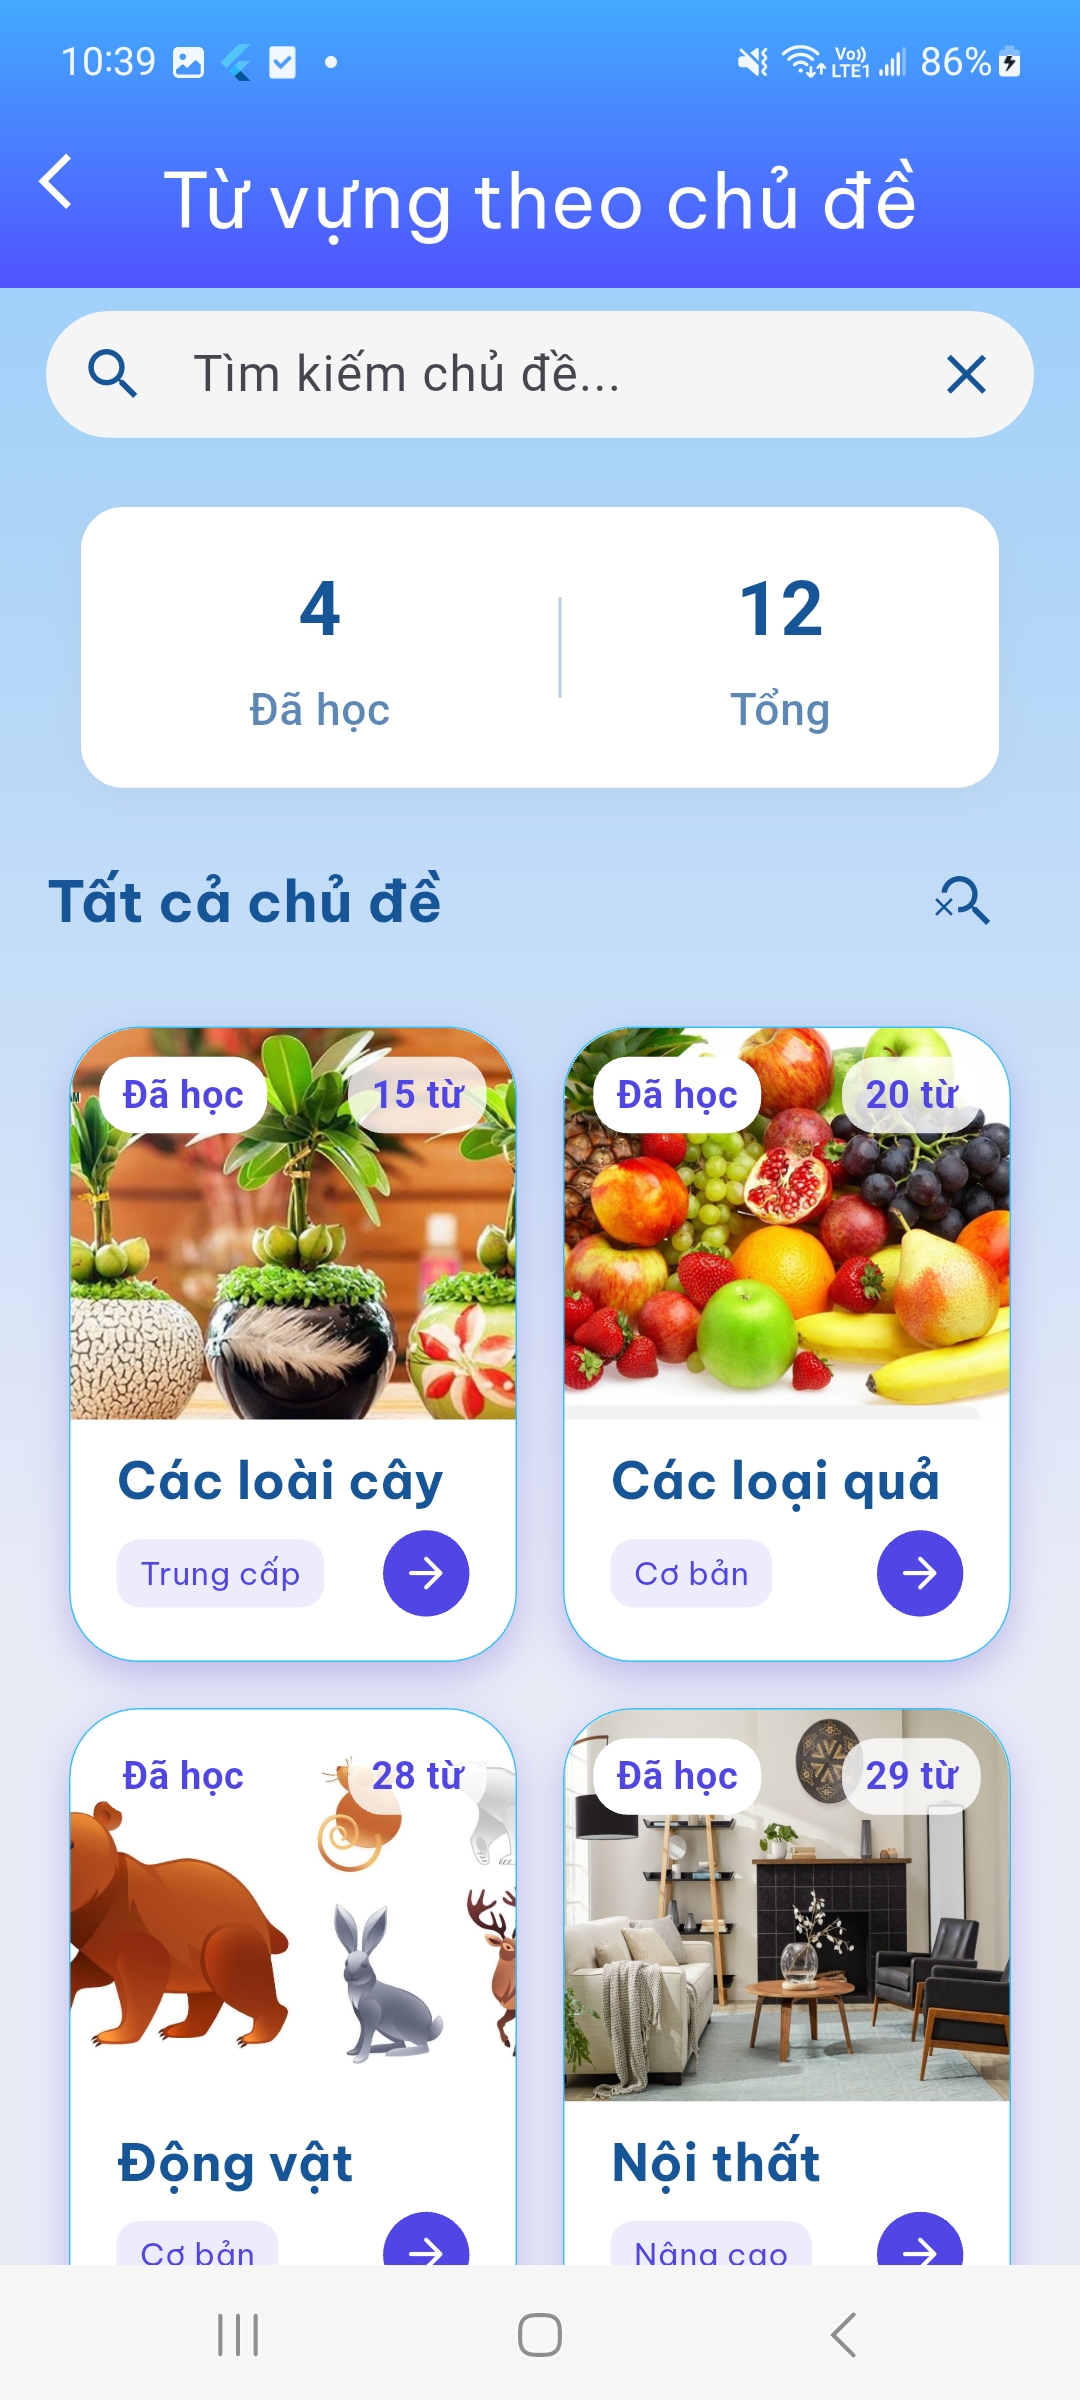 10:39
Vo)) LTE1 86%
Từ vựng theo chủ đề
Tìm kiếm chủ đề...
4
12
Đã học
Tổng
Tất cả chủ đề
Đã học
15 từ
Đã học
20 từ
Các loài cây
Các loại quả
Trung cấp
Cơ bản
Đã học
28 từ
Đã học
29 từ
Động vật
Nội thất
Cơ bản
Nâng cao